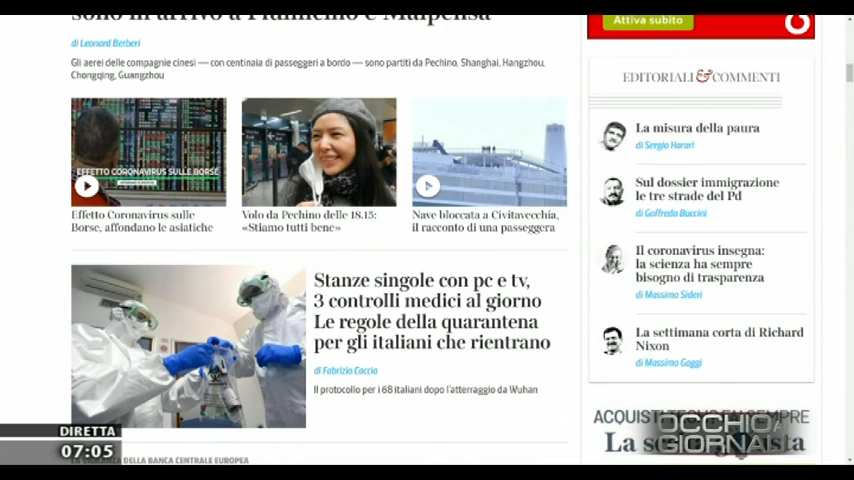 sono in arrivo a Fiumicino e Malpensa
di Leonard Berberi
Gli aerei delle compagnie cinesi — con centinaia di passeggeri a bordo — sono partiti da Pechino, Shanghai, Hangzhou,
Chongqing, Guangzhou
EFFETTO CORONAVIRUS SULLE BORSE
Effetto Coronavirus sulle
Borse, affondano le asiatiche
Volo da Pechino delle 18.15:
«Stiamo tutti bene»
Nave bloccata a Civitavecchia,
il racconto di una passeggera
Stanze singole con pc e tv,
3 controlli medici al giorno
Le regole della quarantena
per gli italiani che rientrano
di Fabrizio Caccia
Il protocollo per i 68 italiani dopo l'atterraggio da Wuhan
LA VIGILANZA DELLA BANCA CENTRALE EUROPEA
Attiva subito
EDITORIALI & COMMENTI
La misura della paura
di Sergio Harari
Sul dossier immigrazione
le tre strade del Pd
di Goffredo Buccini
Il coronavirus insegna:
la scienza ha sempre
bisogno di trasparenza
di Massimo Sideri
La settimana corta di Richard
Nixon
di Massimo Gaggi
DIRETTA
07:05
OCCHIO AI
GIORNALI